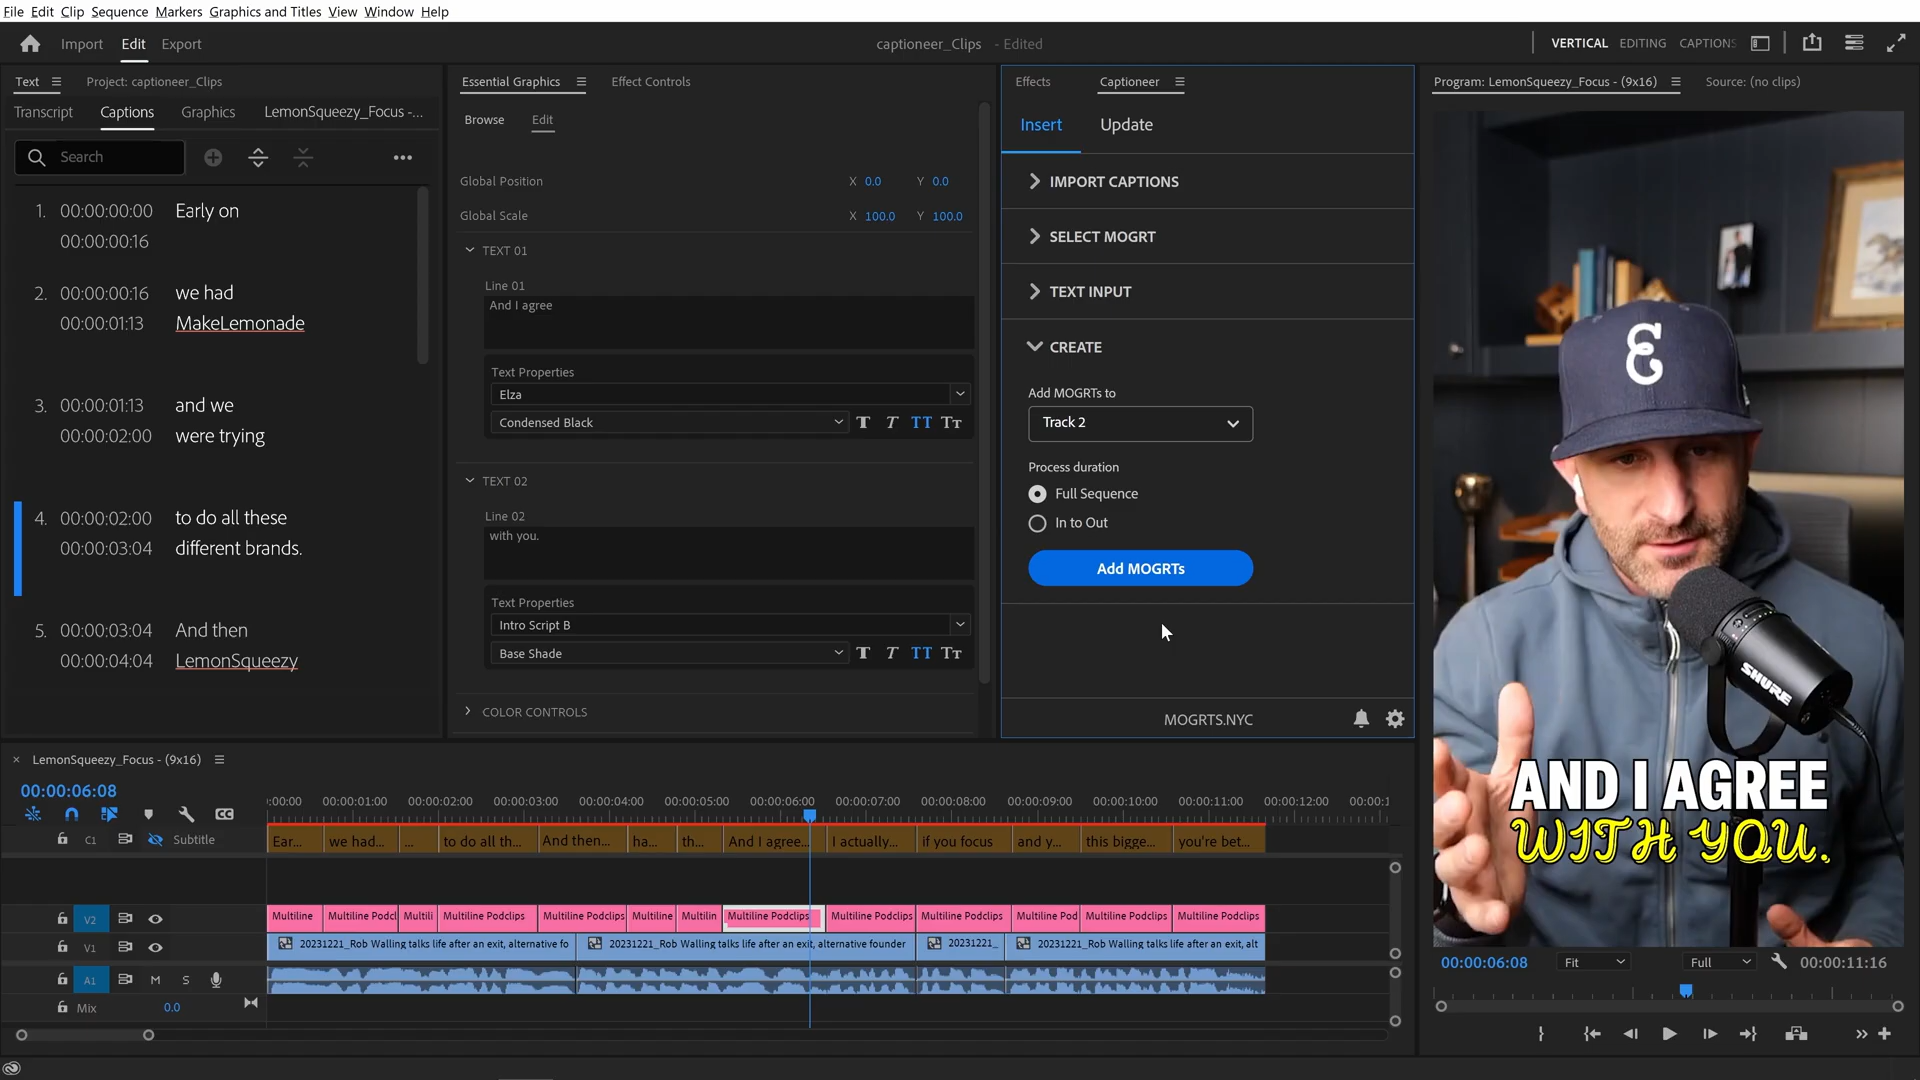 File Edit Clip Sequence Markers Graphics and Titles View Window Help
Import Edit Export
captioneer_Clips - Edited
VERTICAL EDITING CAPTIONS
Text Project: captioneer_Clips
Transcript Captions Graphics LemonSqueezy_Focus -...
Search
1. 00:00:00:00 Early on
00:00:00:16
2. 00:00:00:16 we had
00:00:01:13 MakeLemonade
3. 00:00:01:13 and we
00:00:02:00 were trying
4. 00:00:02:00 to do all these
00:00:03:04 different brands.
5. 00:00:03:04 And then
00:00:04:04 LemonSqueezy
Essential Graphics Effect Controls
Browse Edit
Global Position X 0.0 Y 0.0
Global Scale X 100.0 Y 100.0
TEXT 01
Line 01
And I agree
Text Properties
Elza
Condensed Black T T TT TT
TEXT 02
Line 02
with you.
Text Properties
Intro Script B
Base Shade T T TT TT
COLOR CONTROLS
Effects Captioneer
Insert Update
IMPORT CAPTIONS
SELECT MOGRT
TEXT INPUT
CREATE
Add MOGRTs to
Track 2
Process duration
Full Sequence
In to Out
Add MOGRTs
MOGRTS.NYC
Program: LemonSqueezy_Focus - (9x16) Source: (no clips)
SHURE
AND I AGREE
WITH YOU.
00:00:06:08 Fit Full 00:00:11:16
× LemonSqueezy_Focus - (9x16)
00:00:06:08
:00:00 00:00:01:00 00:00:02:00 00:00:03:00 00:00:04:00 00:00:05:00 00:00:06:00 00:00:07:00 00:00:08:00 00:00:09:00 00:00:10:00 00:00:11:00 00:00:12:00 00:00:1
C1 Subtitle Ear... we had... ... to do all th... And then... ha... th... And I agree... I actually... if you focus and y... this bigge... you're bet...
V2 Multiline Multiline Podcl Multili Multiline Podclips Multiline Podclips Multiline Multilin Multiline Podclips Multiline Podclips Multiline Podclips Multiline Pod Multiline Podclips Multiline Podclips
V1 20231221_Rob Walling talks life after an exit, alternative fo 20231221_Rob Walling talks life after an exit, alternative founder 20231221_ 20231221_Rob Walling talks life after an exit, alt
A1 M S
Mix 0.0